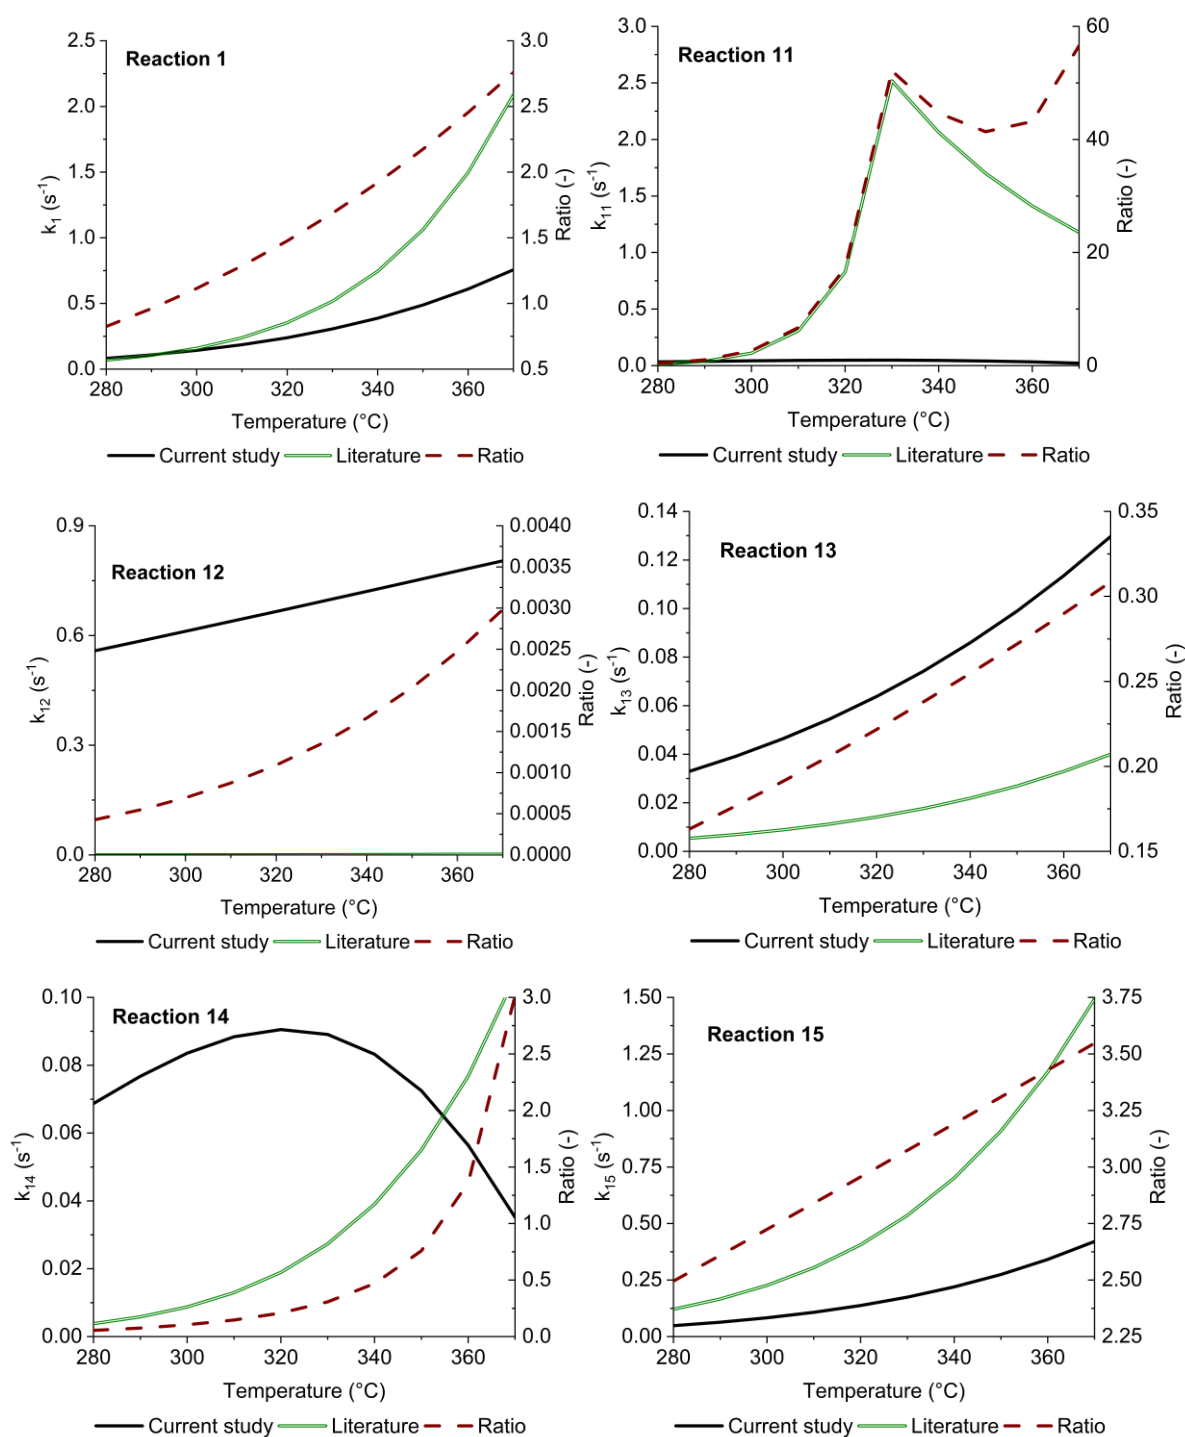 Reaction 1
2.5
2.0
1.5
1.0
0.5
0.0
k1 (s-1)
3.0
2.5
2.0
1.5
1.0
0.5
Ratio (-)
280 300 320 340 360
Temperature (°C)
Current study Literature Ratio
Reaction 11
3.0
2.5
2.0
1.5
1.0
0.5
0.0
k11 (s-1)
60
40
20
0
Ratio (-)
280 300 320 340 360
Temperature (°C)
Current study Literature Ratio
Reaction 12
0.9
0.6
0.3
0.0
k12 (s-1)
0.0040
0.0035
0.0030
0.0025
0.0020
0.0015
0.0010
0.0005
0.0000
Ratio (-)
280 300 320 340 360
Temperature (°C)
Current study Literature Ratio
Reaction 13
0.14
0.12
0.10
0.08
0.06
0.04
0.02
0.00
k13 (s-1)
0.35
0.30
0.25
0.20
0.15
Ratio (-)
280 300 320 340 360
Temperature (°C)
Current study Literature Ratio
Reaction 14
0.10
0.08
0.06
0.04
0.02
0.00
k14 (s-1)
3.0
2.5
2.0
1.5
1.0
0.5
0.0
Ratio (-)
280 300 320 340 360
Temperature (°C)
Current study Literature Ratio
Reaction 15
1.50
1.25
1.00
0.75
0.50
0.25
0.00
k15 (s-1)
3.75
3.50
3.25
3.00
2.75
2.50
2.25
Ratio (-)
280 300 320 340 360
Temperature (°C)
Current study Literature Ratio